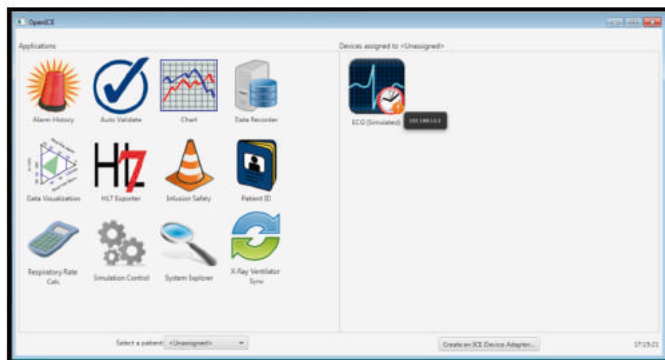 OpenICE
Applications
Devices assigned to <Unassigned>
Alarm History
Auto Validate
Chart
Data Recorder
ECG (Simulated)
Data Visualization
HL7 Exporter
Infusion Safety
Patient ID
Respiratory Rate
Calc
Simulation Control
System Explorer
X-Ray Ventilator
Sync
Select a patient:
<Unassigned>
Create an ICE Device Adapter...
17:15:21